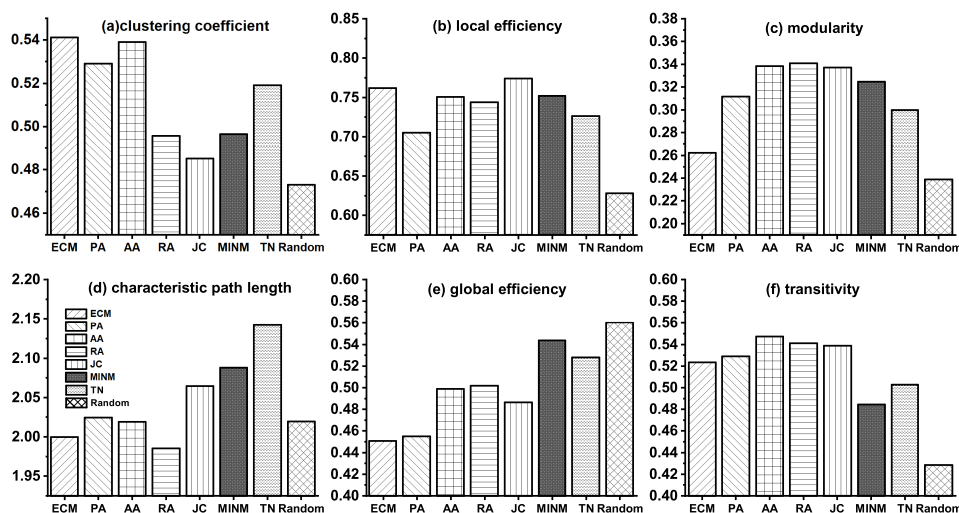 (a)clustering coefficient
0.54
0.52
0.50
0.48
0.46
ECM PA AA RA JC MINM TN Random
(b) local efficiency
0.85
0.80
0.75
0.70
0.65
0.60
ECM PA AA RA JC MINM TN Random
(c) modularity
0.38
0.36
0.34
0.32
0.30
0.28
0.26
0.24
0.22
0.20
ECM PA AA RA JC MINM TN Random
(d) characteristic path length
2.20
2.15
2.10
2.05
2.00
1.95
ECM
PA
AA
RA
JC
MINM
TN
Random
ECM PA AA RA JC MINM TN Random
(e) global efficiency
0.60
0.58
0.56
0.54
0.52
0.50
0.48
0.46
0.44
0.42
0.40
ECM PA AA RA JC MINM TN Random
(f) transitivity
0.60
0.58
0.56
0.54
0.52
0.50
0.48
0.46
0.44
0.42
0.40
ECM PA AA RA JC MINM TN Random